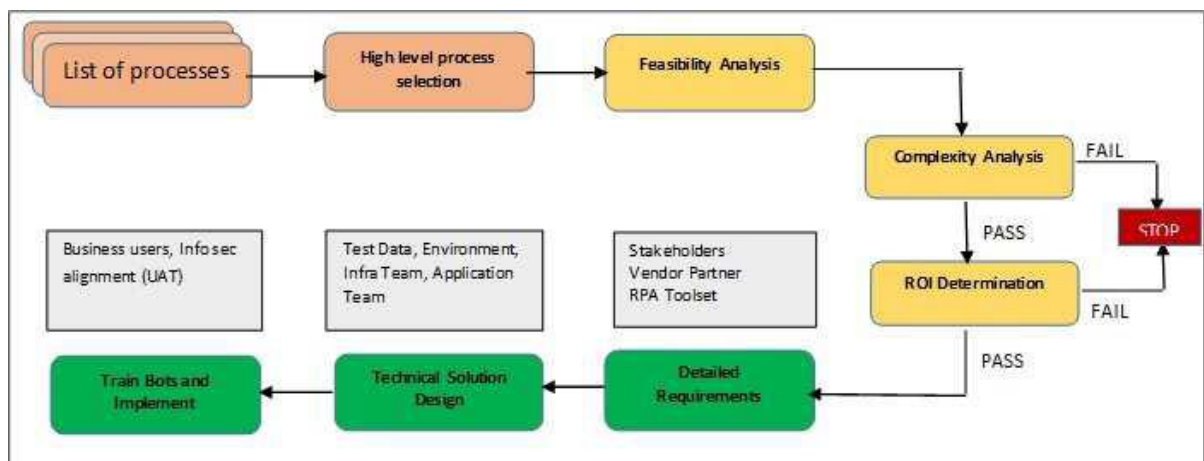 List of processes
High level process
selection
Feasibility Analysis
Complexity Analysis
FAIL
STOP
PASS
ROI Determination
FAIL
PASS
Business users, Info sec
alignment (UAT)
Test Data, Environment,
Infra Team, Application
Team
Stakeholders
Vendor Partner
RPA Toolset
Train Bots and
Implement
Technical Solution
Design
Detailed
Requirements